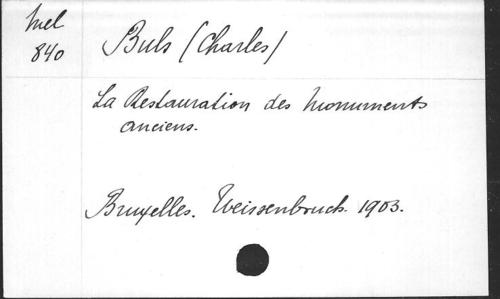 Mel
840
Buls (Charles)
La Restauration des Monuments
anciens.
Bruxelles. Weissenbruch. 1903.